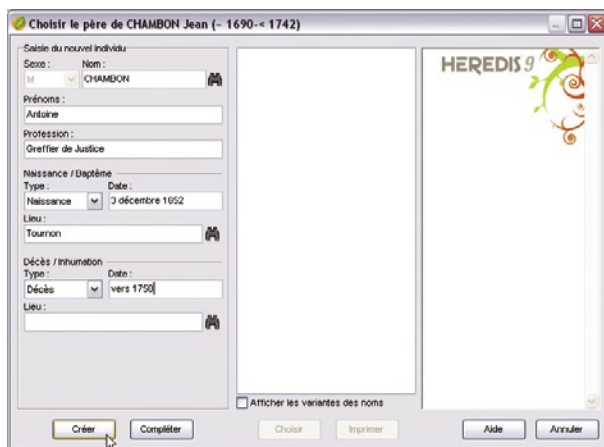 Choisir le père de CHAMBON Jean (~ 1690-< 1742)
Saisie du nouvel individu
Sexe : Nom :
M CHAMBON
Prénoms :
Antoine
Profession :
Greffier de Justice
Naissance / Baptême
Type : Date :
Naissance 3 décembre 1652
Lieu :
Tournon
Décès / Inhumation
Type : Date :
Décès vers 1750
Lieu :
Créer Compléter
HEREDIS 9
Afficher les variantes des noms
Choisir Imprimer Aide Annuler